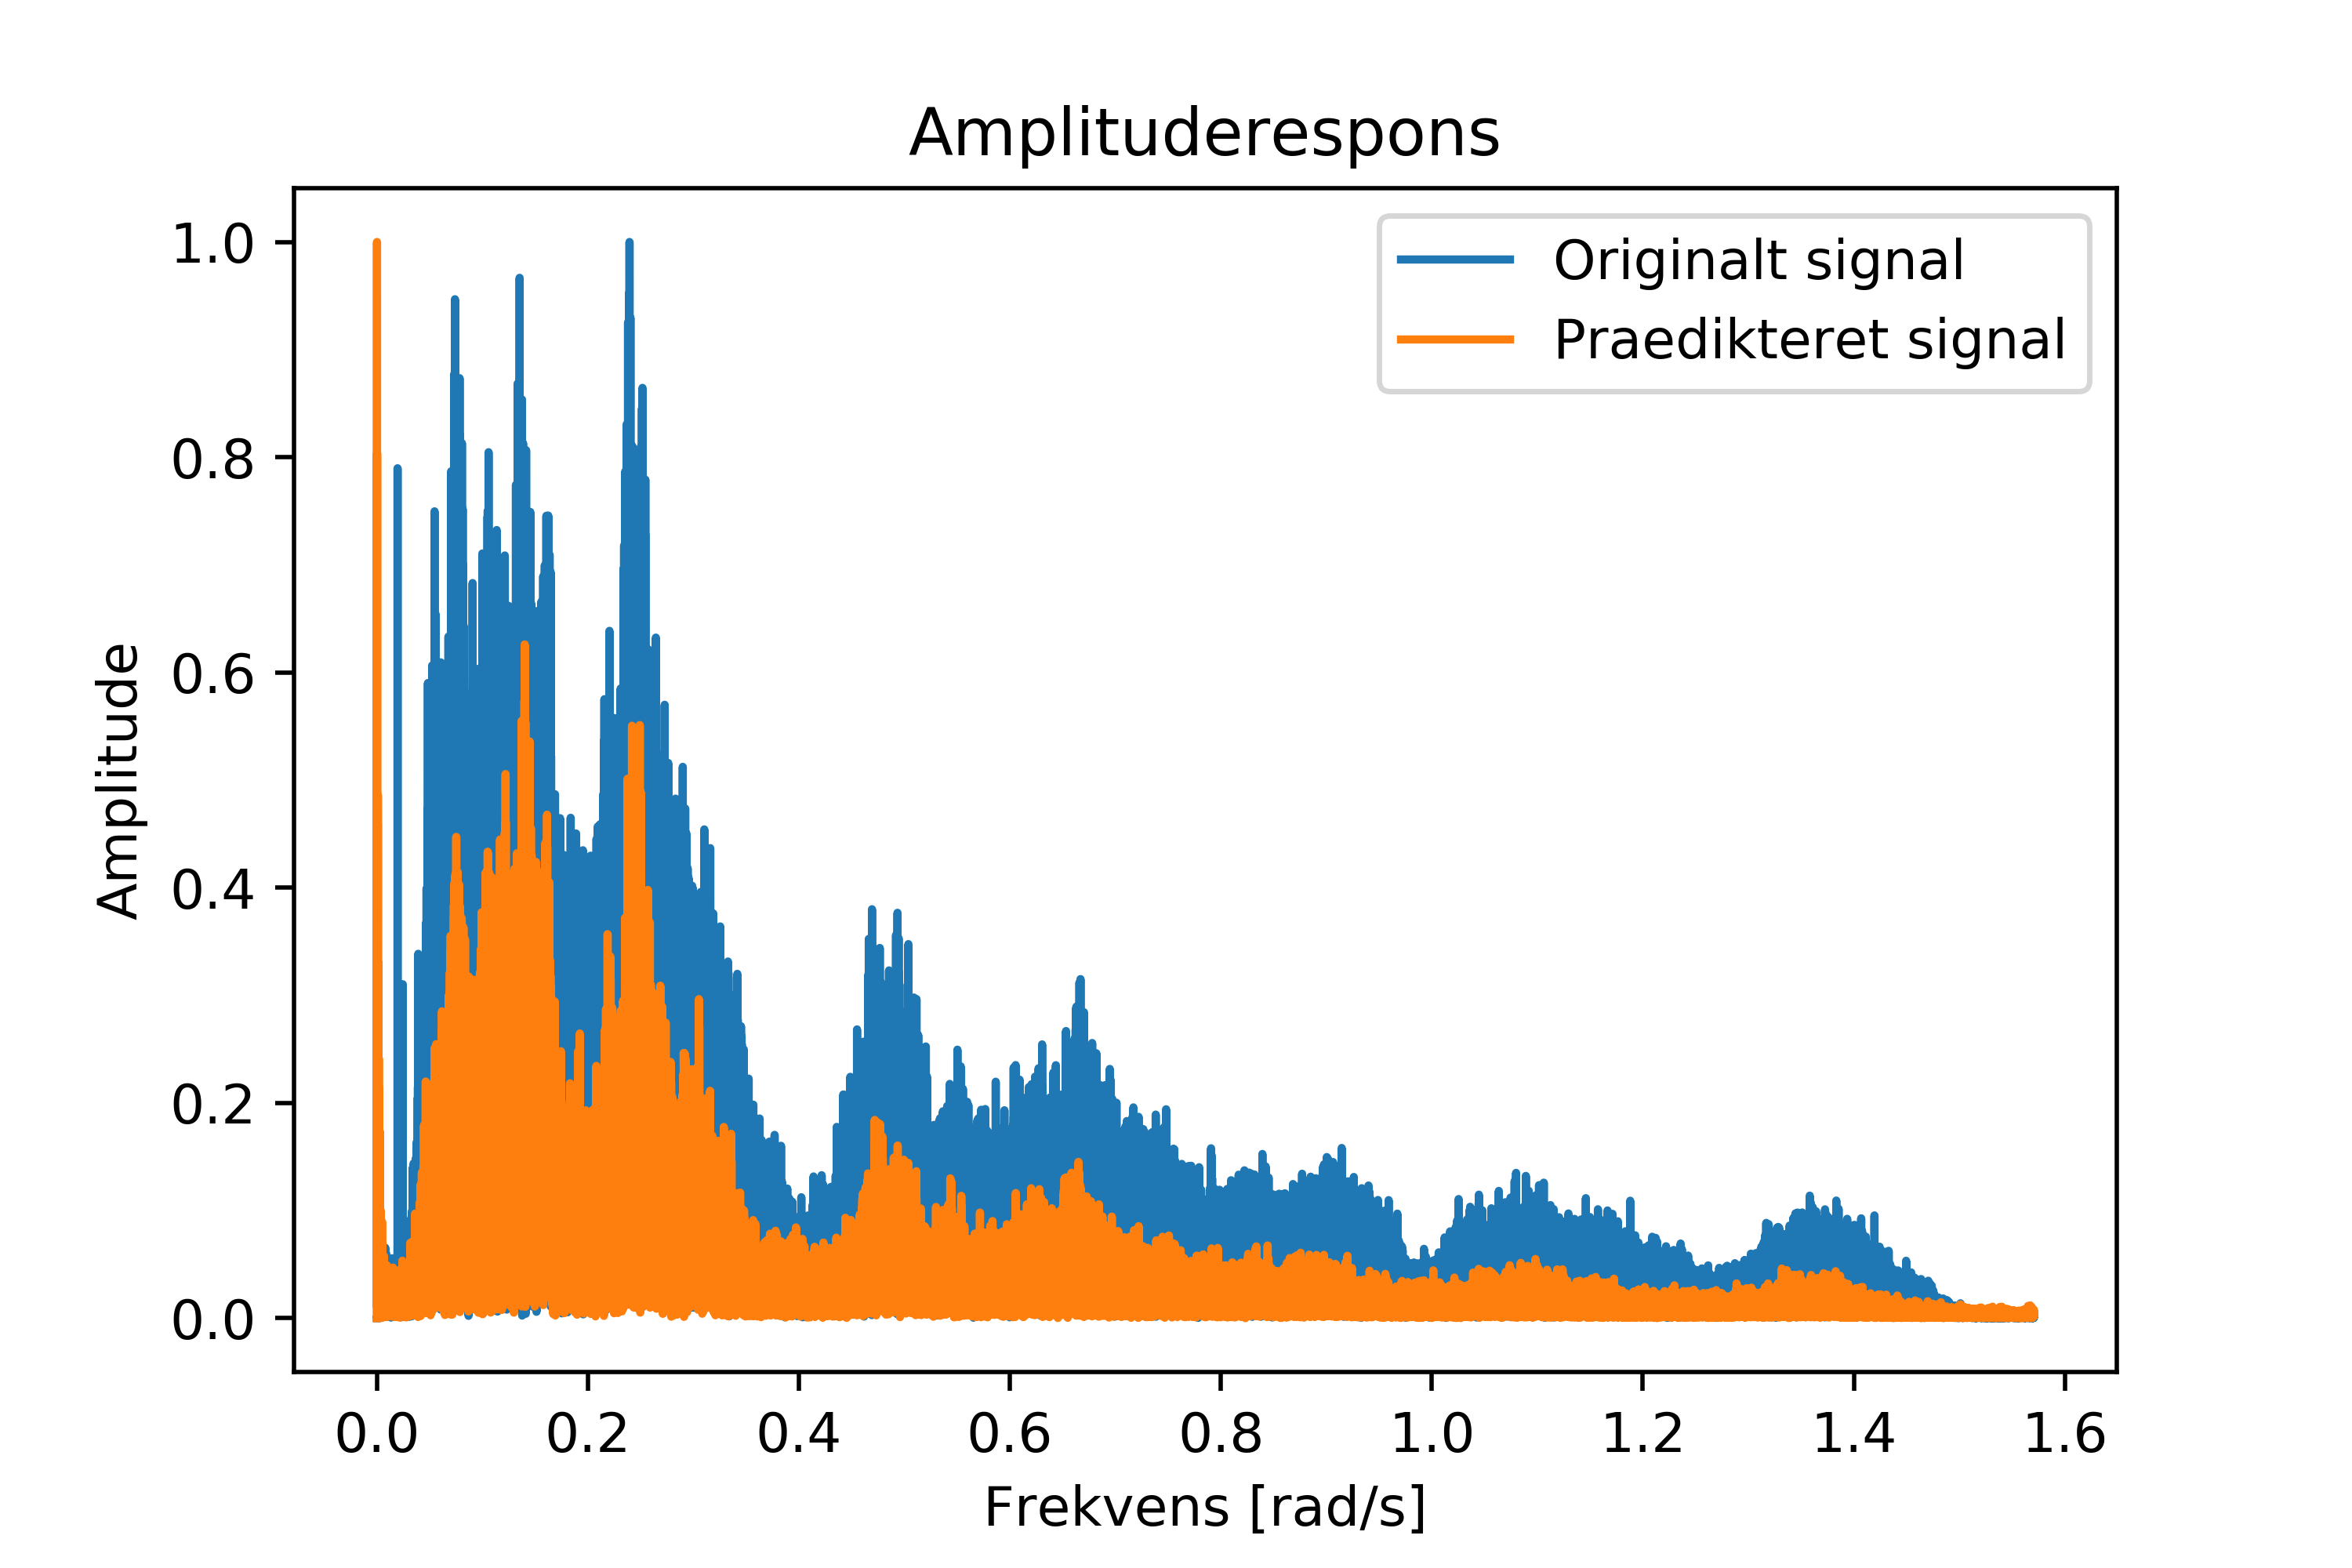 Amplituderespons
Originalt signal
Praedikteret signal
Amplitude
1.0
0.8
0.6
0.4
0.2
0.0
0.0 0.2 0.4 0.6 0.8 1.0 1.2 1.4 1.6
Frekvens [rad/s]